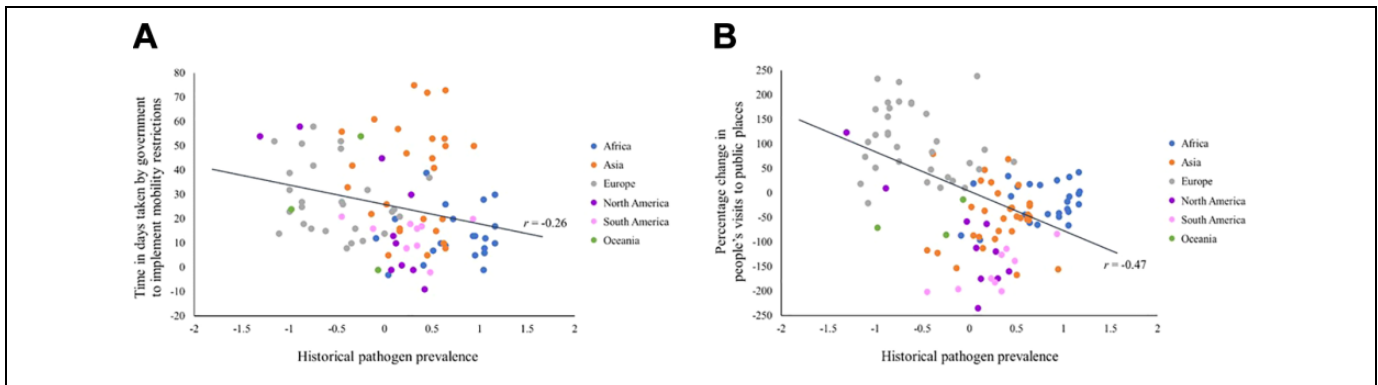 A
B
Time in days taken by government
to implement mobility restrictions
80
70
60
50
40
30
20
10
0
-10
-20
-2
-1.5
-1
-0.5
0
0.5
1
1.5
2
Historical pathogen prevalence
r = -0.26
Africa
Asia
Europe
North America
South America
Oceania
Percentage change in
people's visits to public places
250
200
150
100
50
0
-50
-100
-150
-200
-250
-2
-1.5
-1
-0.5
0
0.5
1
1.5
2
Historical pathogen prevalence
r = -0.47
Africa
Asia
Europe
North America
South America
Oceania